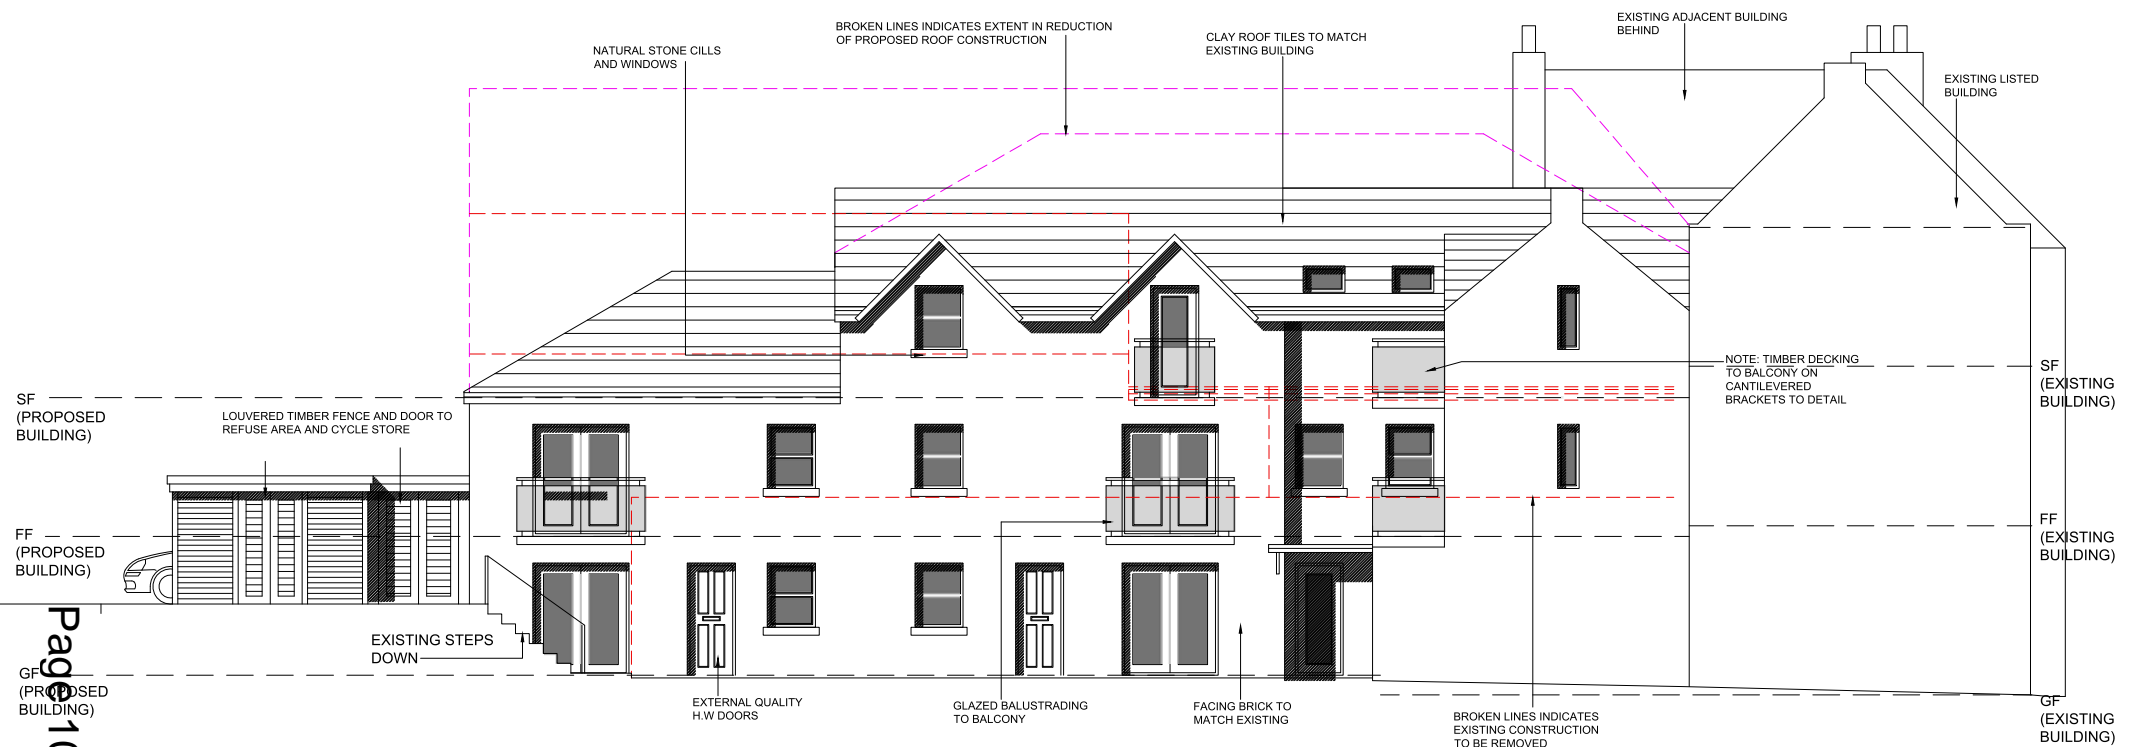 EXISTING ADJACENT BUILDING
BEHIND
BROKEN LINES INDICATES EXTENT IN REDUCTION
OF PROPOSED ROOF CONSTRUCTION
CLAY ROOF TILES TO MATCH
EXISTING BUILDING
NATURAL STONE CILLS
AND WINDOWS
EXISTING LISTED
BUILDING
NOTE: TIMBER DECKING
TO BALCONY ON
CANTILEVERED
BRACKETS TO DETAIL
SF
(EXISTING
BUILDING)
SF
(PROPOSED
BUILDING)
LOUVERED TIMBER FENCE AND DOOR TO
REFUSE AREA AND CYCLE STORE
FF
(EXISTING
BUILDING)
FF
(PROPOSED
BUILDING)
EXISTING STEPS
DOWN
GF
(PROPOSED
BUILDING)
Page 10
EXTERNAL QUALITY
H.W DOORS
GLAZED BALUSTRADING
TO BALCONY
FACING BRICK TO
MATCH EXISTING
BROKEN LINES INDICATES
EXISTING CONSTRUCTION
TO BE REMOVED
GF
(EXISTING
BUILDING)